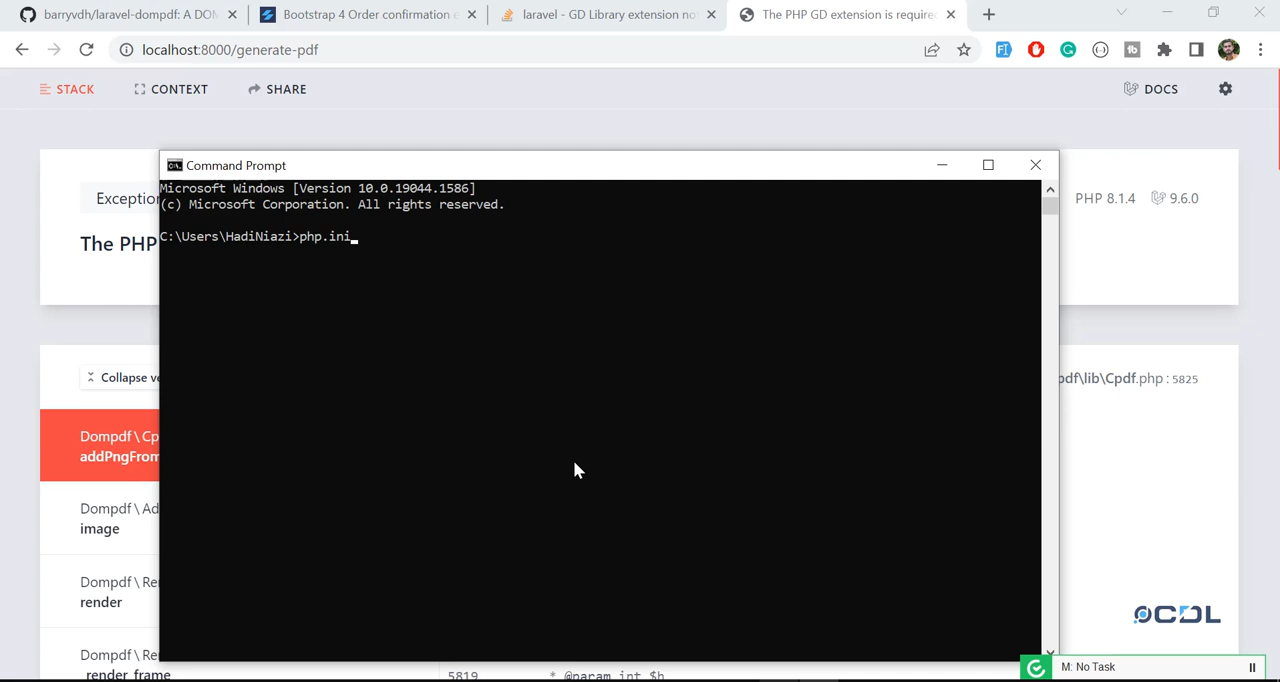 barryvdh/laravel-dompdf: A DOM
Bootstrap 4 Order confirmation e
laravel - GD Library extension no
The PHP GD extension is require
localhost:8000/generate-pdf
STACK
CONTEXT
SHARE
DOCS
Command Prompt
Microsoft Windows [Version 10.0.19044.1586]
(c) Microsoft Corporation. All rights reserved.
C:\Users\HadiNiazi>php.ini
Exception
PHP 8.1.4
9.6.0
The PHP
Collapse ve
pdf\lib\Cpdf.php : 5825
Dompdf \ Cp
addPngFrom
Dompdf \ Ad
image
Dompdf \ Re
render
Dompdf \ Re
render_frame
5819 * @param int $h
CDL
M: No Task